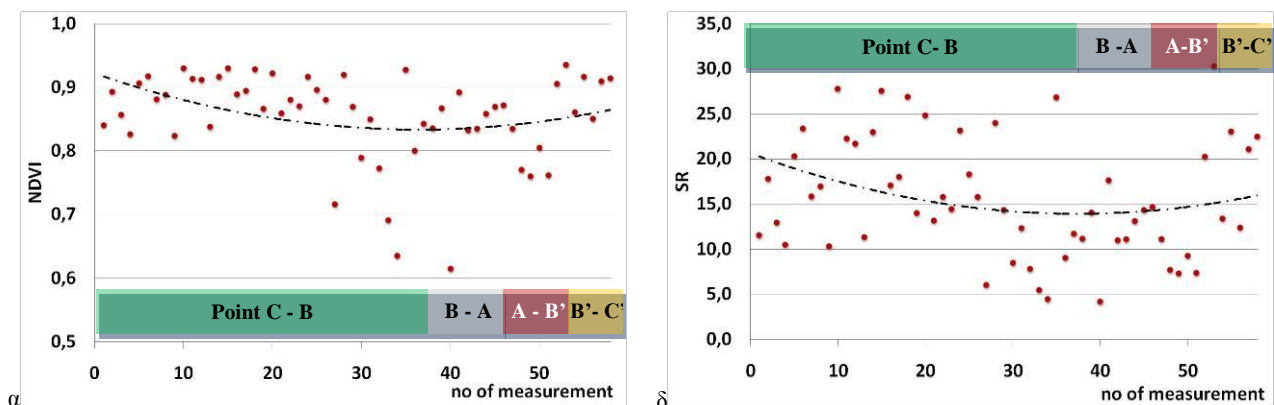 1,0
0,9
0,8
0,7
0,6
0,5
NDVI
Point C - B
B - A
A - B’
B’- C’
0 10 20 30 40 50
no of measurement
α
35,0
30,0
25,0
20,0
15,0
10,0
5,0
0,0
SR
Point C- B
B -A
A-B’
B’-C’
0 10 20 30 40 50
no of measurement
δ